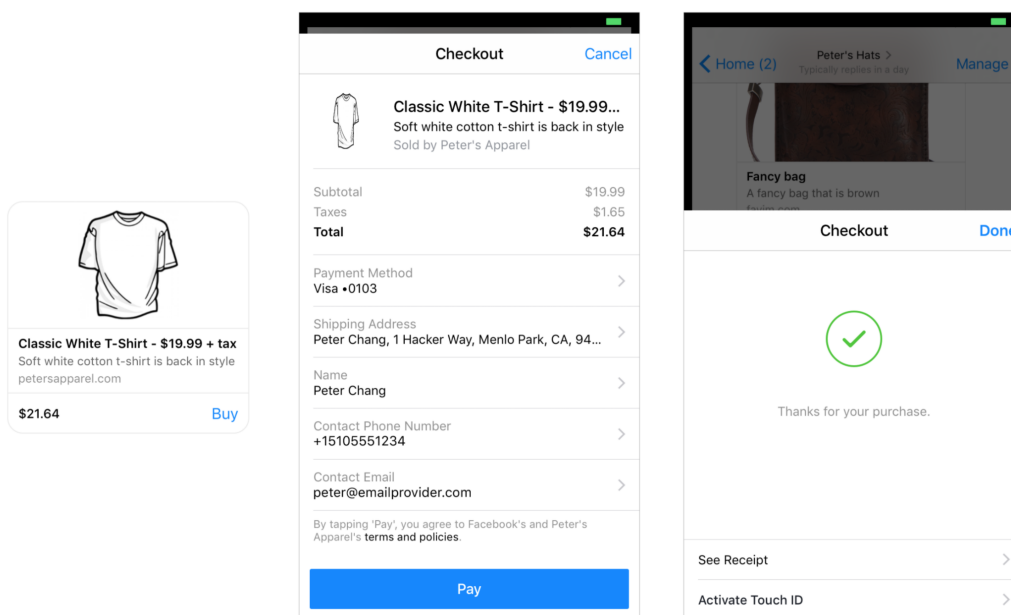 Classic White T-Shirt - $19.99 + tax
Soft white cotton t-shirt is back in style
petersapparel.com
$21.64 Buy
Checkout Cancel
Classic White T-Shirt - $19.99...
Soft white cotton t-shirt is back in style
Sold by Peter's Apparel
Subtotal $19.99
Taxes $1.65
Total $21.64
Payment Method
Visa •0103
Shipping Address
Peter Chang, 1 Hacker Way, Menlo Park, CA, 94...
Name
Peter Chang
Contact Phone Number
+15105551234
Contact Email
peter@emailprovider.com
By tapping 'Pay', you agree to Facebook's and Peter's
Apparel's terms and policies.
Pay
Home (2) Peter's Hats > Manage
Typically replies in a day
Fancy bag
A fancy bag that is brown
Checkout Done
Thanks for your purchase.
See Receipt
Activate Touch ID